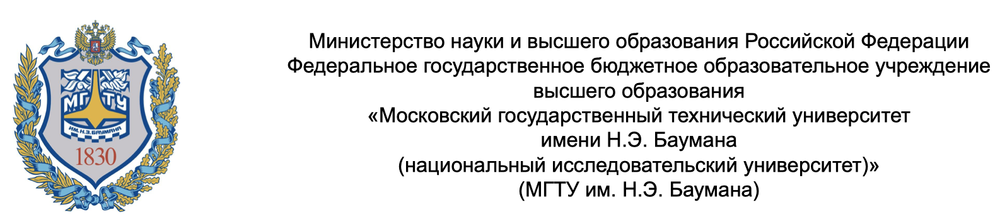 МГТУ
ИМ. Н.Э. БАУМАНА
1830
Министерство науки и высшего образования Российской Федерации
Федеральное государственное бюджетное образовательное учреждение
высшего образования
«Московский государственный технический университет
имени Н.Э. Баумана
(национальный исследовательский университет)»
(МГТУ им. Н.Э. Баумана)